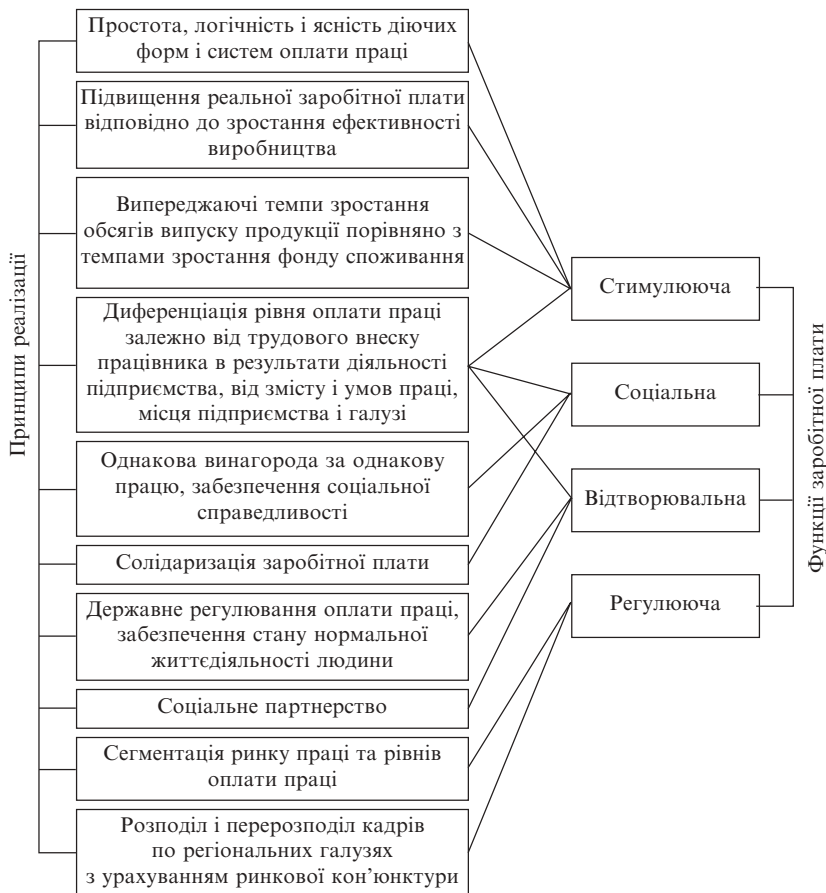 Принципи реалізації
Простота, логічність і ясність діючих
форм і систем оплати праці
Підвищення реальної заробітної плати
відповідно до зростання ефективності
виробництва
Випереджаючі темпи зростання
обсягів випуску продукції порівняно з
темпами зростання фонду споживання
Диференціація рівня оплати праці
залежно від трудового внеску
працівника в результати діяльності
підприємства, від змісту і умов праці,
місця підприємства і галузі
Однакова винагорода за однакову
працю, забезпечення соціальної
справедливості
Солідаризація заробітної плати
Державне регулювання оплати праці,
забезпечення стану нормальної
життєдіяльності людини
Соціальне партнерство
Сегментація ринку праці та рівнів
оплати праці
Розподіл і перерозподіл кадрів
по регіональних галузях
з урахуванням ринкової кон'юнктури
Стимулююча
Соціальна
Відтворювальна
Регулююча
Функції заробітної плати